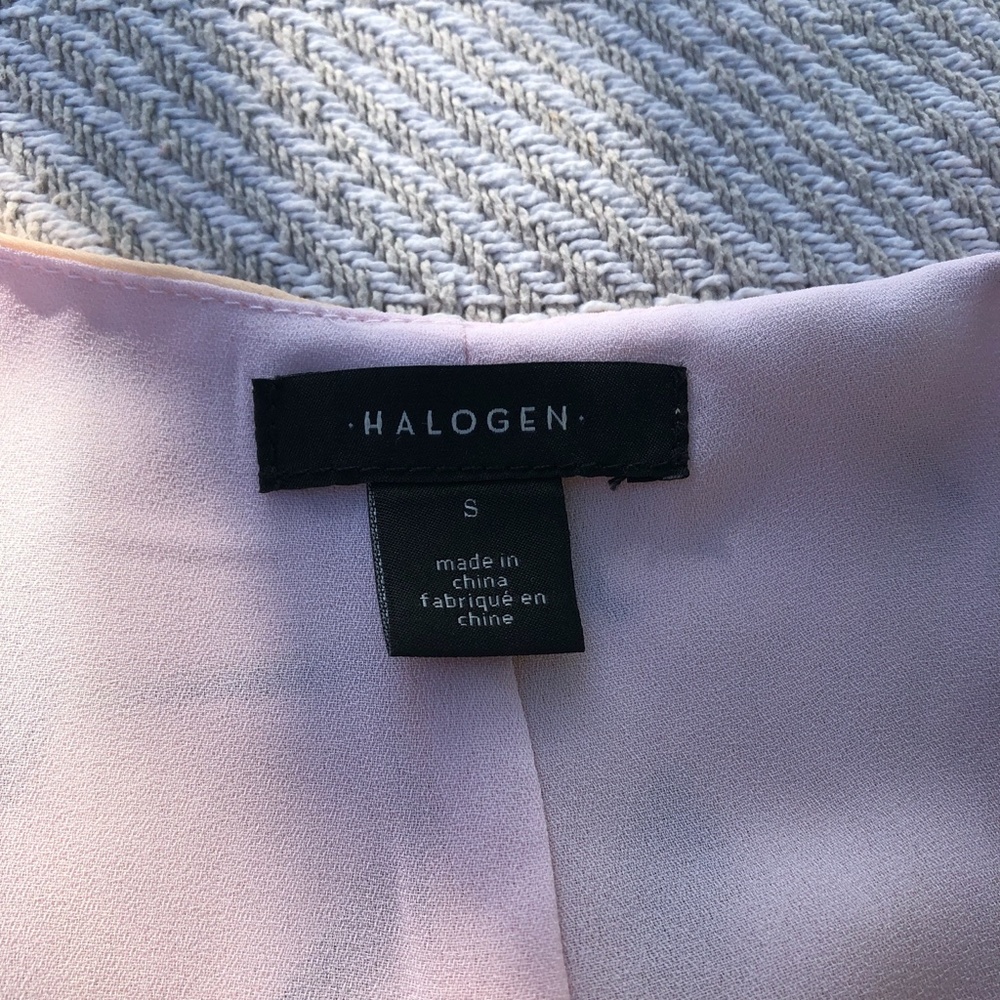 ·HALOGEN·
S
made in
china
fabriqué en
chine